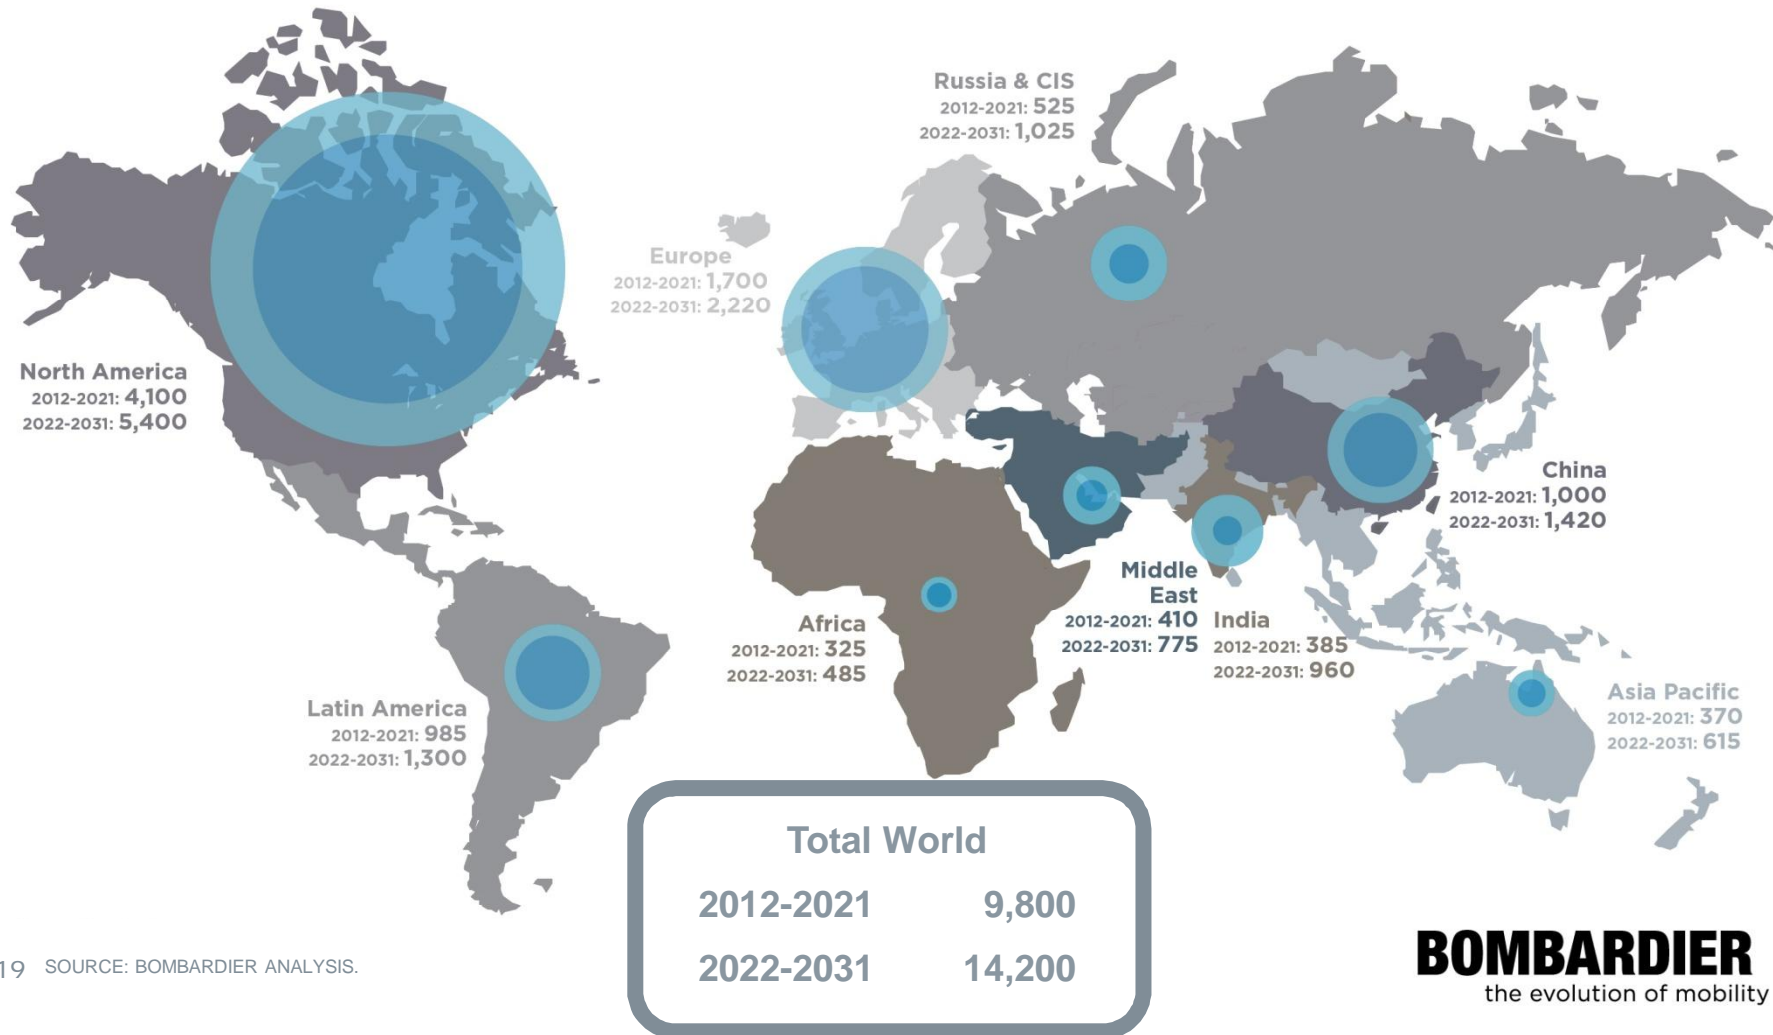 Russia & CIS
2012-2021: 525
2022-2031: 1,025
Europe
2012-2021: 1,700
2022-2031: 2,220
North America
2012-2021: 4,100
2022-2031: 5,400
China
2012-2021: 1,000
2022-2031: 1,420
Middle
East
2012-2021: 410
2022-2031: 775
India
2012-2021: 385
2022-2031: 960
Africa
2012-2021: 325
2022-2031: 485
Asia Pacific
2012-2021: 370
2022-2031: 615
Latin America
2012-2021: 985
2022-2031: 1,300
Total World
2012-2021 9,800
2022-2031 14,200
19 SOURCE: BOMBARDIER ANALYSIS.
BOMBARDIER
the evolution of mobility